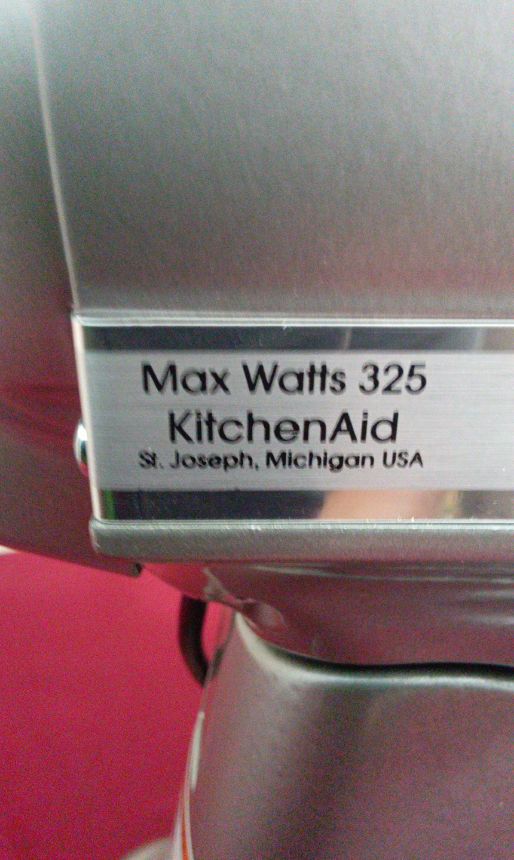 Max Watts 325
KitchenAid
St. Joseph, Michigan USA